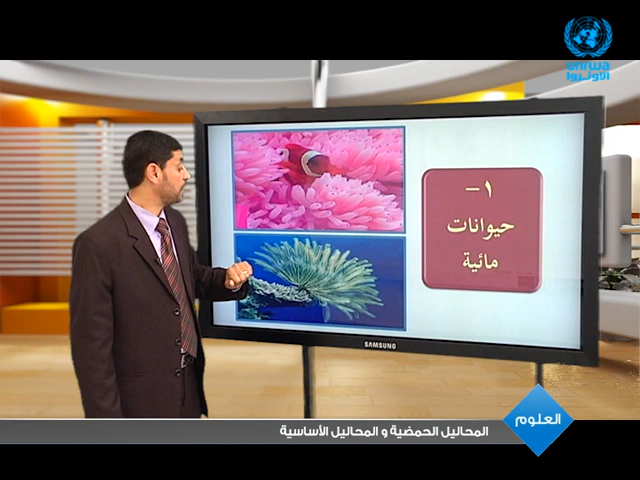 unrwa
الأونروا
١-
حيوانات
مائية
SAMSUNG
العلوم
المحاليل الحمضية و المحاليل الأساسية